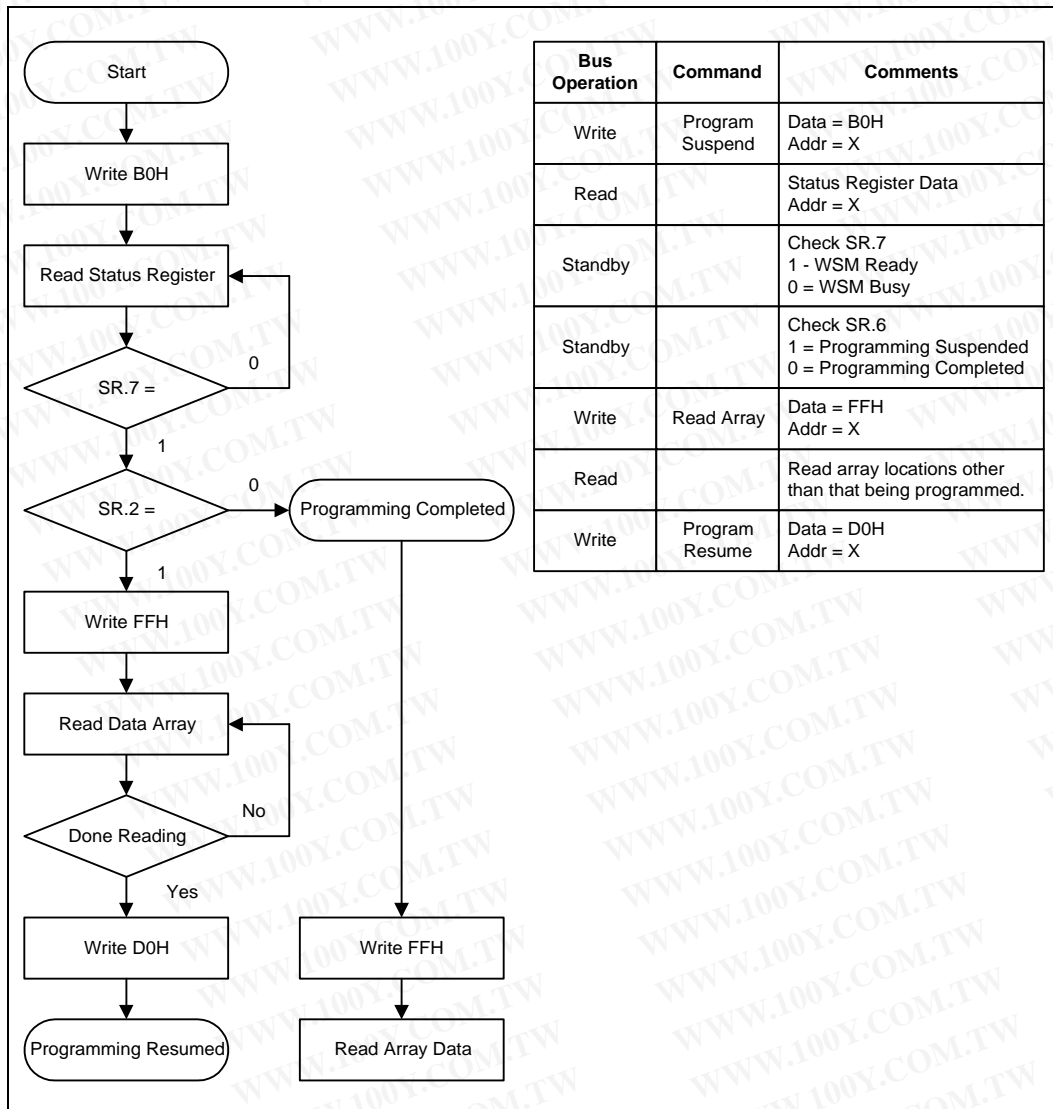 Start
Write B0H
Read Status Register
0
SR.7 =
1
0
SR.2 =
Programming Completed
1
Write FFH
Read Data Array
No
Done Reading
Yes
Write D0H
Write FFH
Programming Resumed
Read Array Data
Bus
Operation
Command
Comments
Write
Program
Suspend
Data = B0H
Addr = X
Read
Status Register Data
Addr = X
Standby
Check SR.7
1 - WSM Ready
0 = WSM Busy
Standby
Check SR.6
1 = Programming Suspended
0 = Programming Completed
Write
Read Array
Data = FFH
Addr = X
Read
Read array locations other
than that being programmed.
Write
Program
Resume
Data = D0H
Addr = X
WWW.100Y.COM.TW